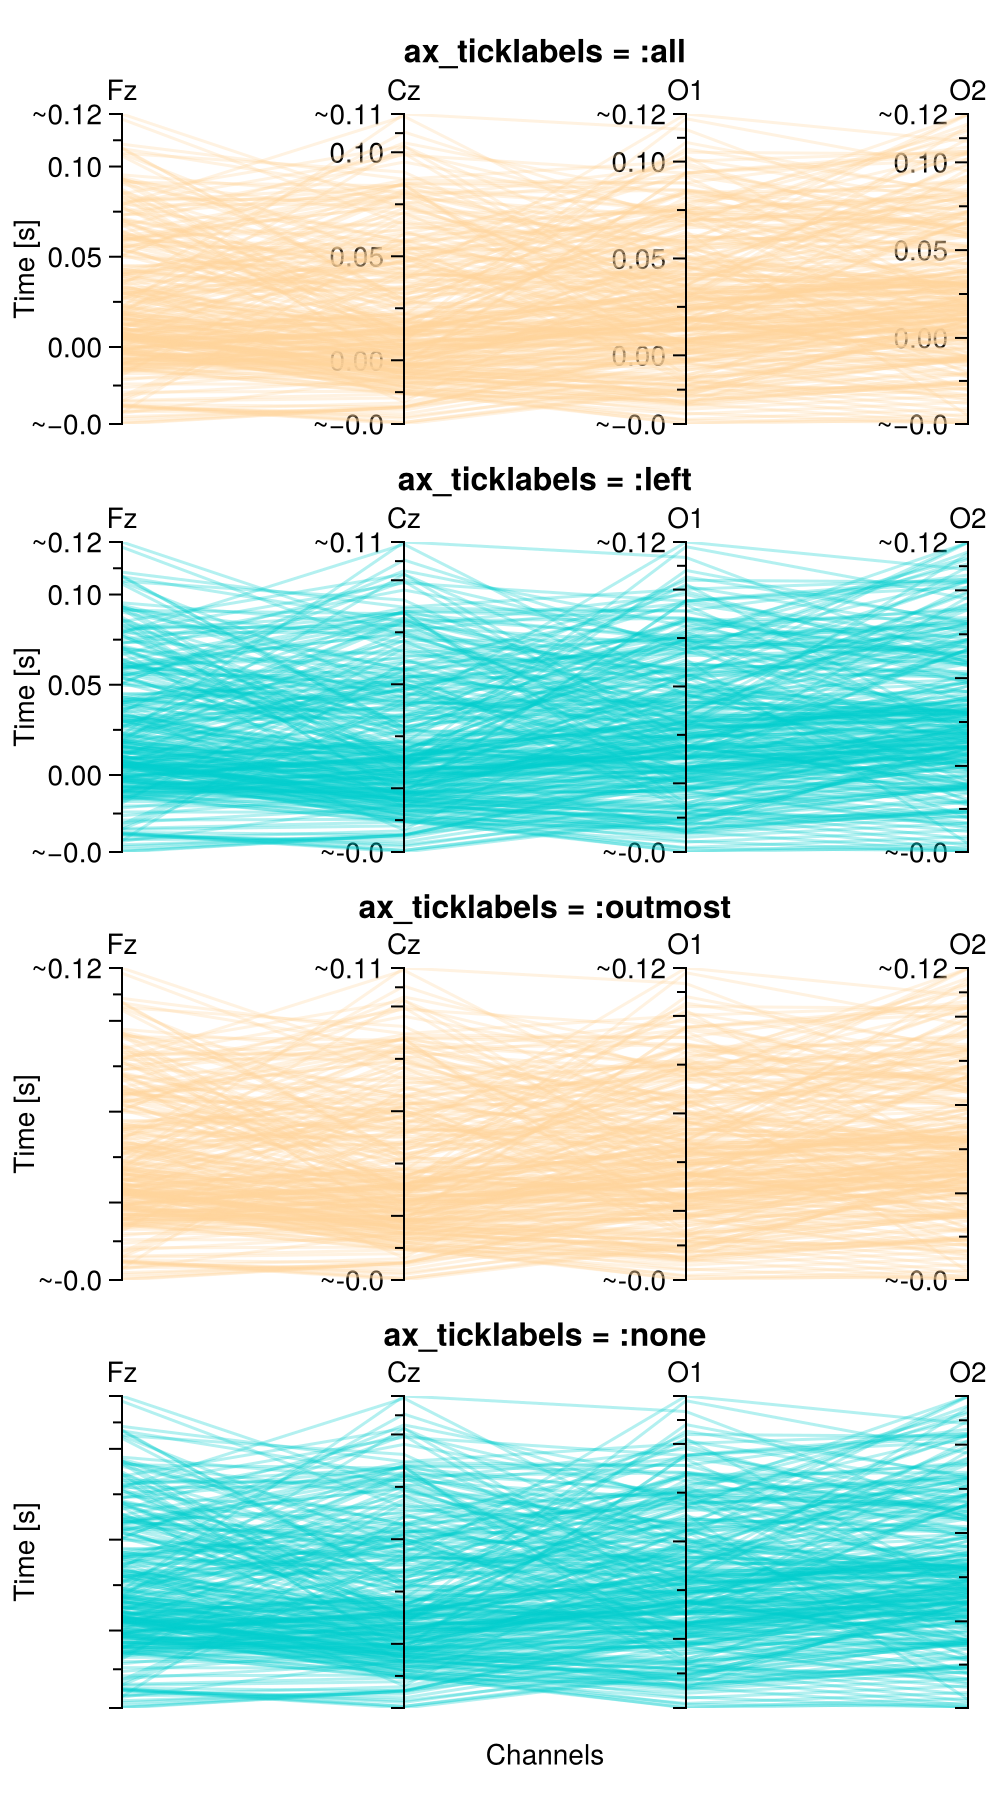 ax_ticklabels = :all
Fz Cz O1 O2
~0.12 ~0.11 ~0.12 ~0.12
0.10 0.10 0.10 0.10
Time [s]
0.05 0.05 0.05 0.05
0.00 0.00 0.00 0.00
~−0.0 ~−0.0 ~−0.0 ~−0.0
ax_ticklabels = :left
Fz Cz O1 O2
~0.12 ~0.11 ~0.12 ~0.12
0.10
Time [s]
0.05
0.00
~−0.0 ~-0.0 ~-0.0 ~-0.0
ax_ticklabels = :outmost
Fz Cz O1 O2
~0.12 ~0.11 ~0.12 ~0.12
Time [s]
~-0.0 ~-0.0 ~-0.0 ~-0.0
ax_ticklabels = :none
Fz Cz O1 O2
Time [s]
Channels